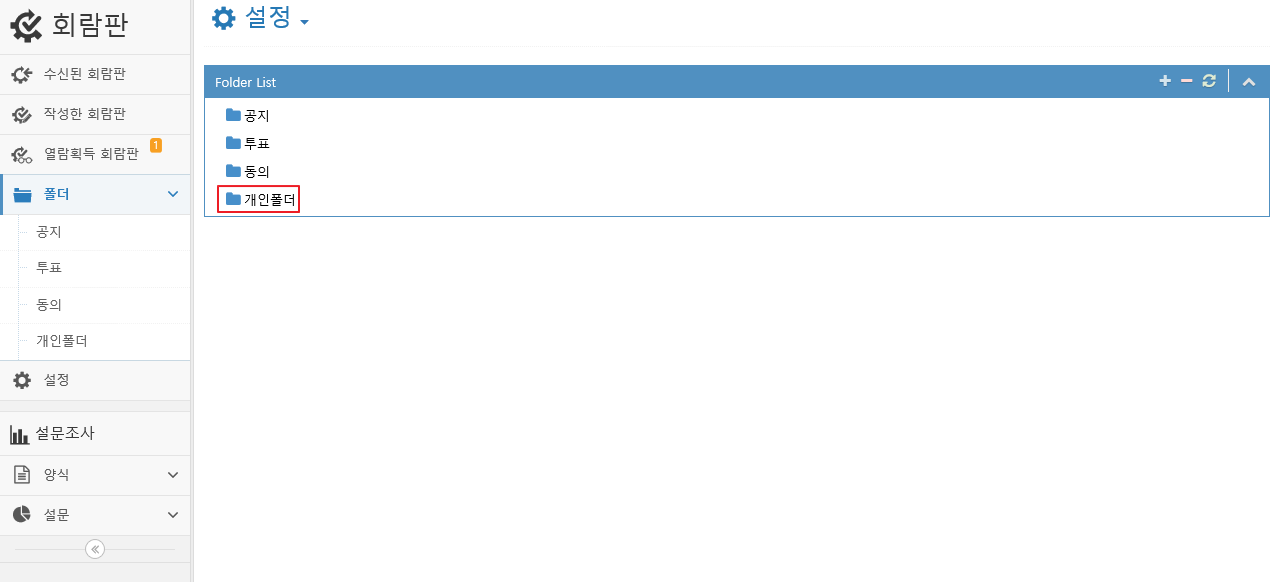 회람판
수신된 회람판
작성한 회람판
열람획득 회람판 1
폴더
공지
투표
동의
개인폴더
설정
설문조사
양식
설문
설정
Folder List
공지
투표
동의
개인폴더